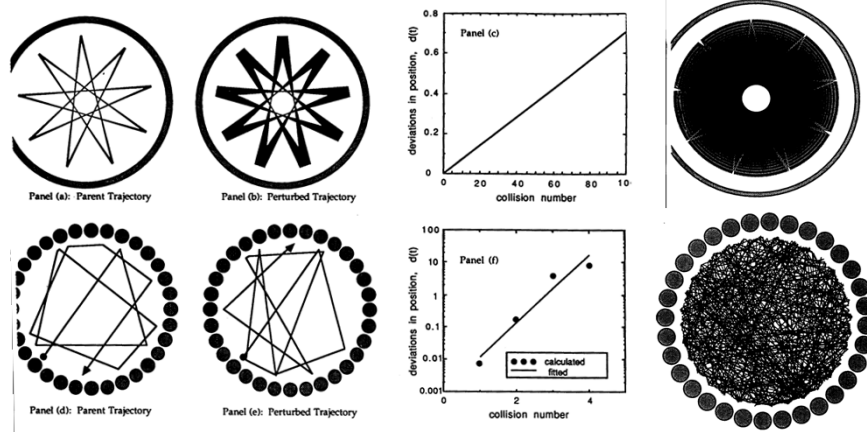 Panel (a): Parent Trajectory
Panel (b): Perturbed Trajectory
deviations in position, d(t)
0.8
0.6
0.4
0.2
0
Panel (c)
0 20 40 60 80 10
collision number
Panel (d): Parent Trajectory
Panel (e): Perturbed Trajectory
deviations in position, d(t)
100
10
1
0.1
0.01
0.001
Panel (f)
calculated
fitted
0 2 4
collision number